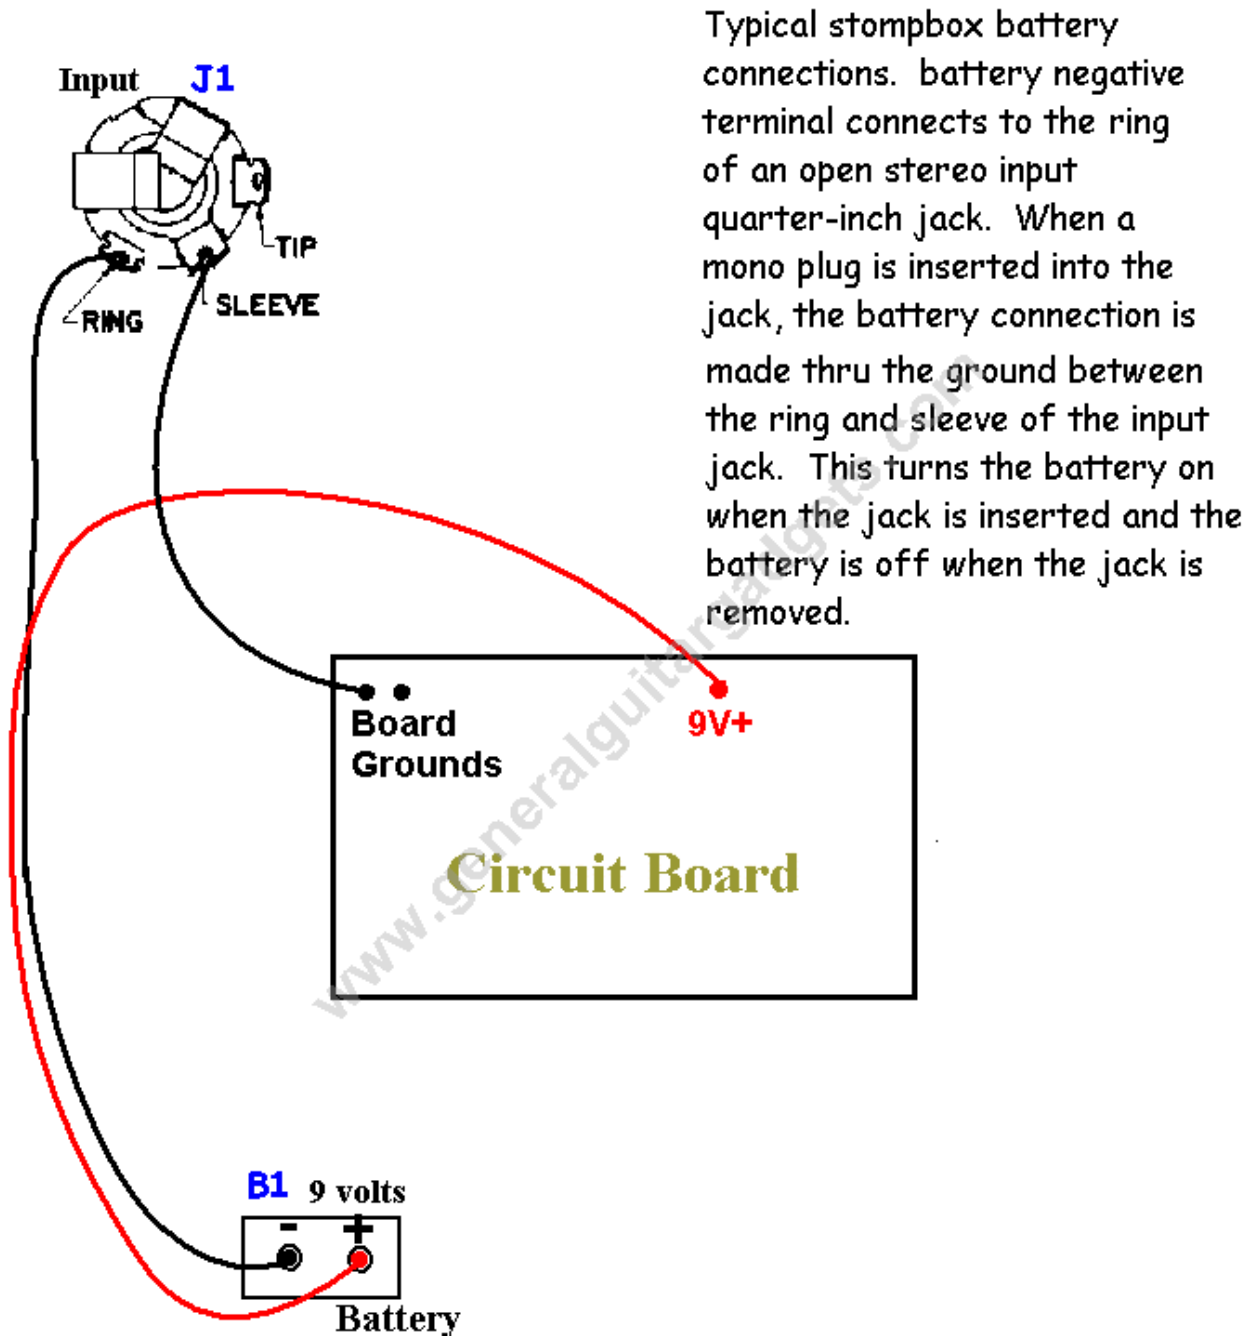 Typical stompbox battery
connections. battery negative
terminal connects to the ring
of an open stereo input
quarter-inch jack. When a
mono plug is inserted into the
jack, the battery connection is
made thru the ground between
the ring and sleeve of the input
jack. This turns the battery on
when the jack is inserted and the
battery is off when the jack is
removed.
Input J1
TIP
SLEEVE
RING
Board
Grounds
9V+
Circuit Board
www.generalguitargadgets.com
B1 9 volts
- +
Battery